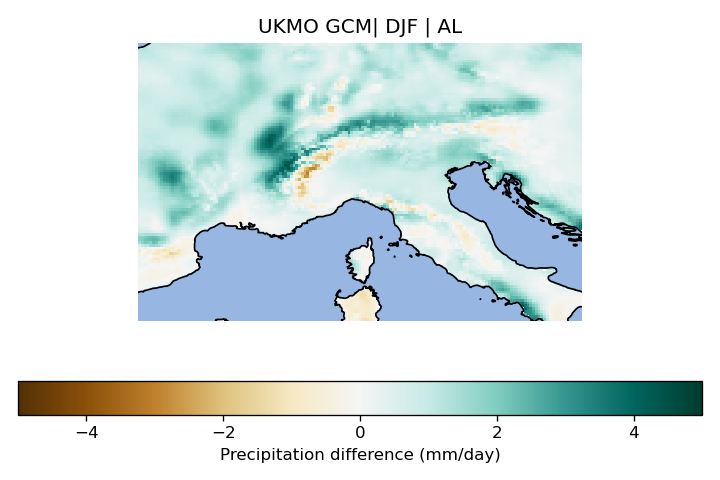 UKMO GCM| DJF | AL
−4 −2 0 2 4
Precipitation difference (mm/day)